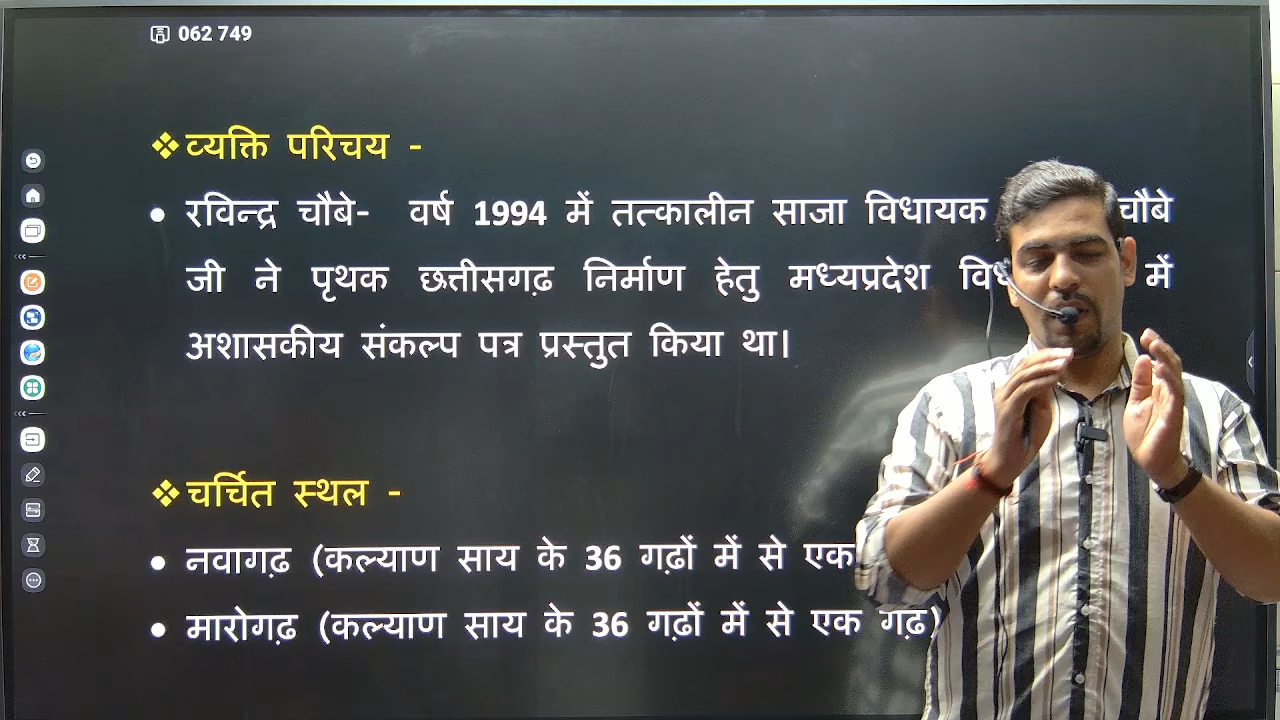 062 749
❖ व्यक्ति परिचय -
• रविन्द्र चौबे- वर्ष 1994 में तत्कालीन साजा विधायक चौबे
जी ने पृथक छत्तीसगढ़ निर्माण हेतु मध्यप्रदेश में
अशासकीय संकल्प पत्र प्रस्तुत किया था।
❖ चर्चित स्थल -
• नवागढ़ (कल्याण साय के 36 गढ़ों में से एक
• मारोगढ़ (कल्याण साय के 36 गढ़ों में से एक गढ़)